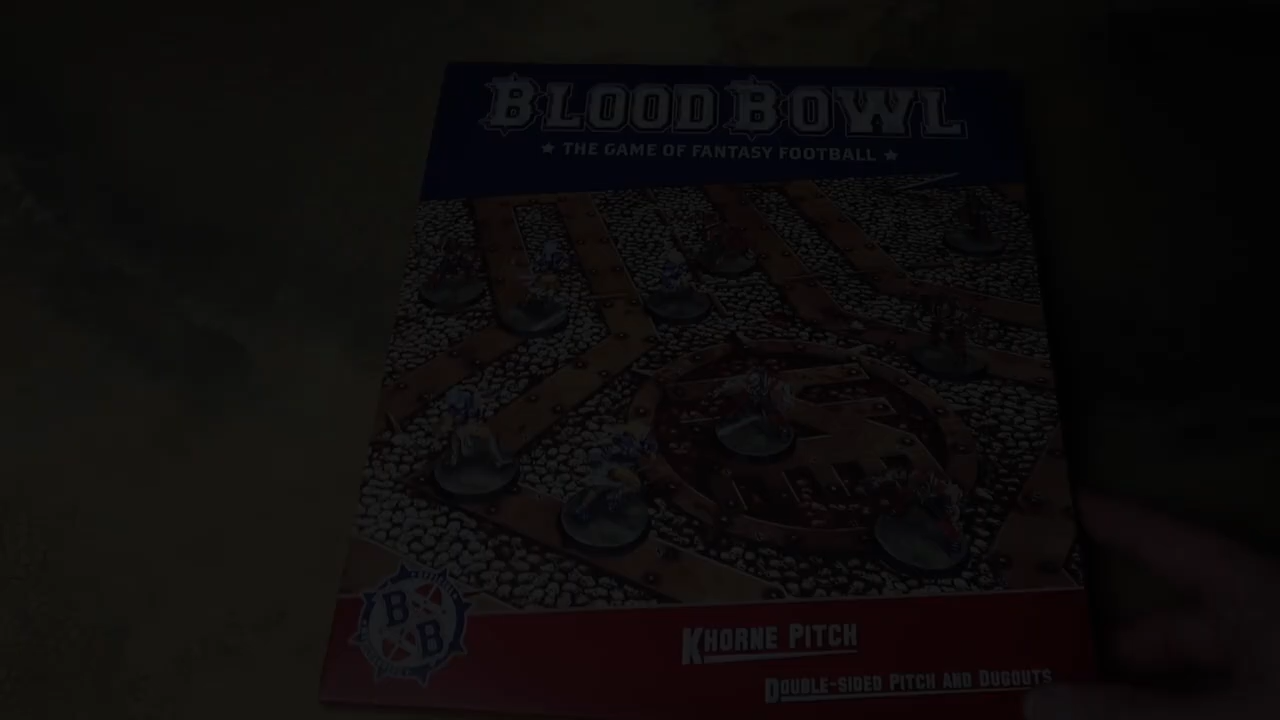 BLOOD BOWL
★ THE GAME OF FANTASY FOOTBALL ★
B
B
KHORNE PITCH
DOUBLE-SIDED PITCH AND DUGOUTS